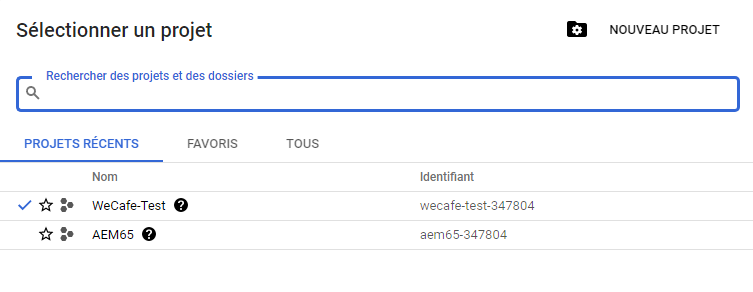 Sélectionner un projet
NOUVEAU PROJET
Rechercher des projets et des dossiers
PROJETS RÉCENTS FAVORIS TOUS
Nom Identifiant
WeCafe-Test ? wecafe-test-347804
AEM65 ? aem65-347804